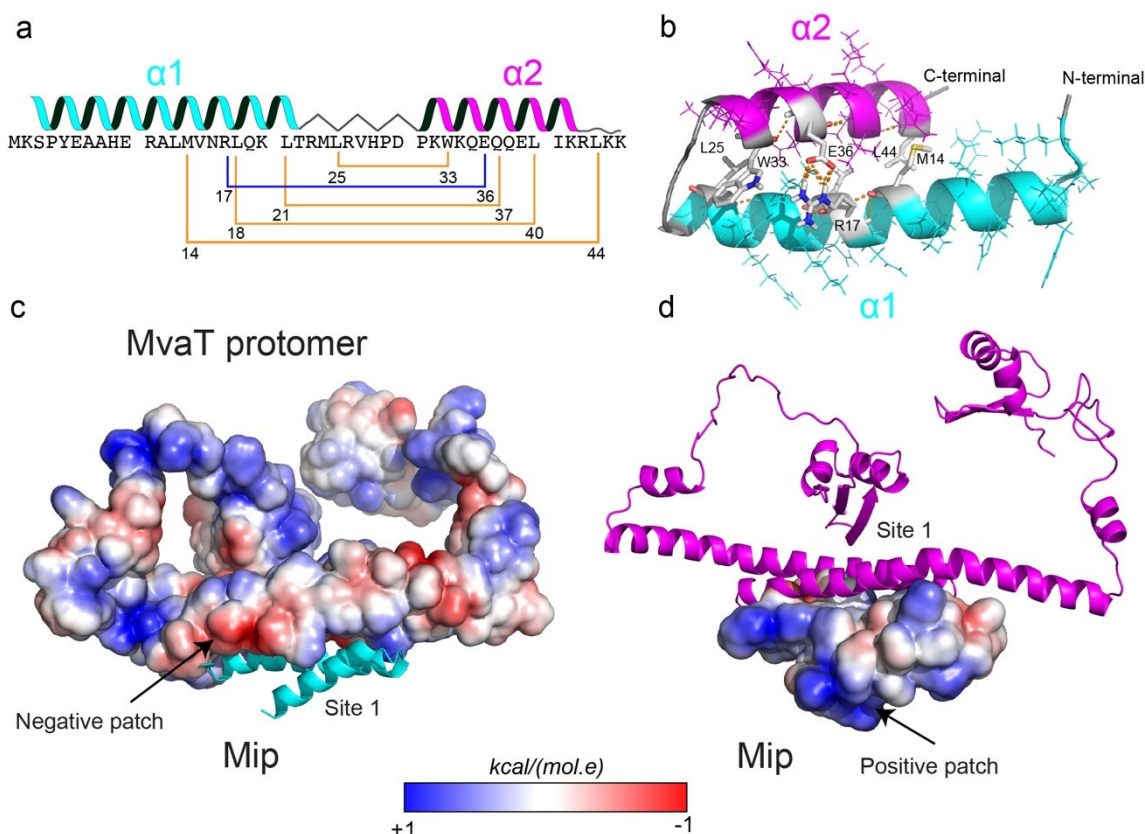 a
α1
α2
MKSPYEAAHE RALMVNRLQK LTRMLRVHPD PKWKQEQQEL IKRLKK
25 33
17 36
21 37
18 40
14 44
b
α2
C-terminal
N-terminal
L25
W33
E36
L44
M14
R17
α1
c
MvaT protomer
Negative patch
Site 1
Mip
d
Site 1
Mip
Positive patch
kcal/(mol.e)
+1
-1